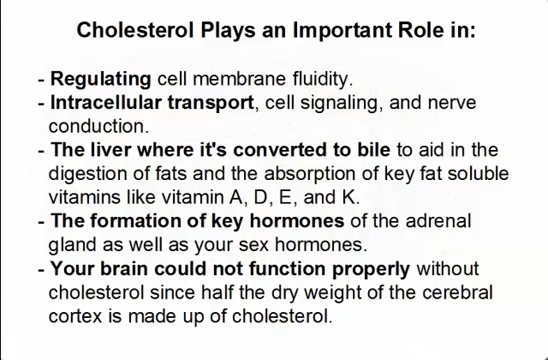 Cholesterol Plays an Important Role in:
- Regulating cell membrane fluidity.
- Intracellular transport, cell signaling, and nerve
conduction.
- The liver where it's converted to bile to aid in the
digestion of fats and the absorption of key fat soluble
vitamins like vitamin A, D, E, and K.
- The formation of key hormones of the adrenal
gland as well as your sex hormones.
- Your brain could not function properly without
cholesterol since half the dry weight of the cerebral
cortex is made up of cholesterol.